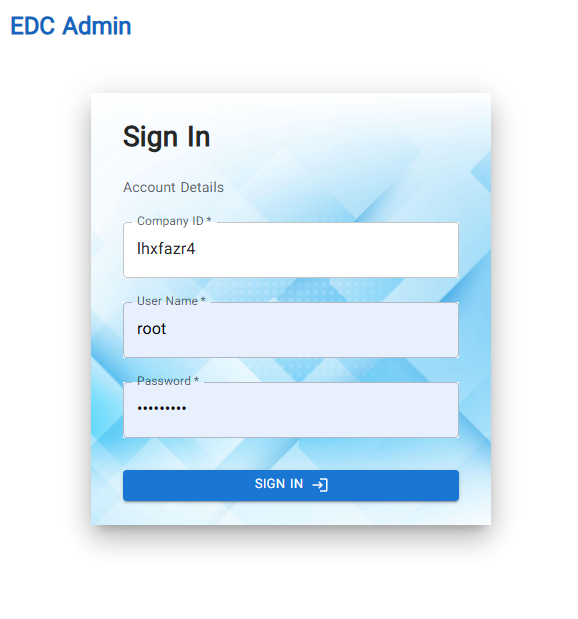 EDC Admin
Sign In
Account Details
Company ID *
lhxfazr4
User Name *
root
Password *
•••••••••
SIGN IN